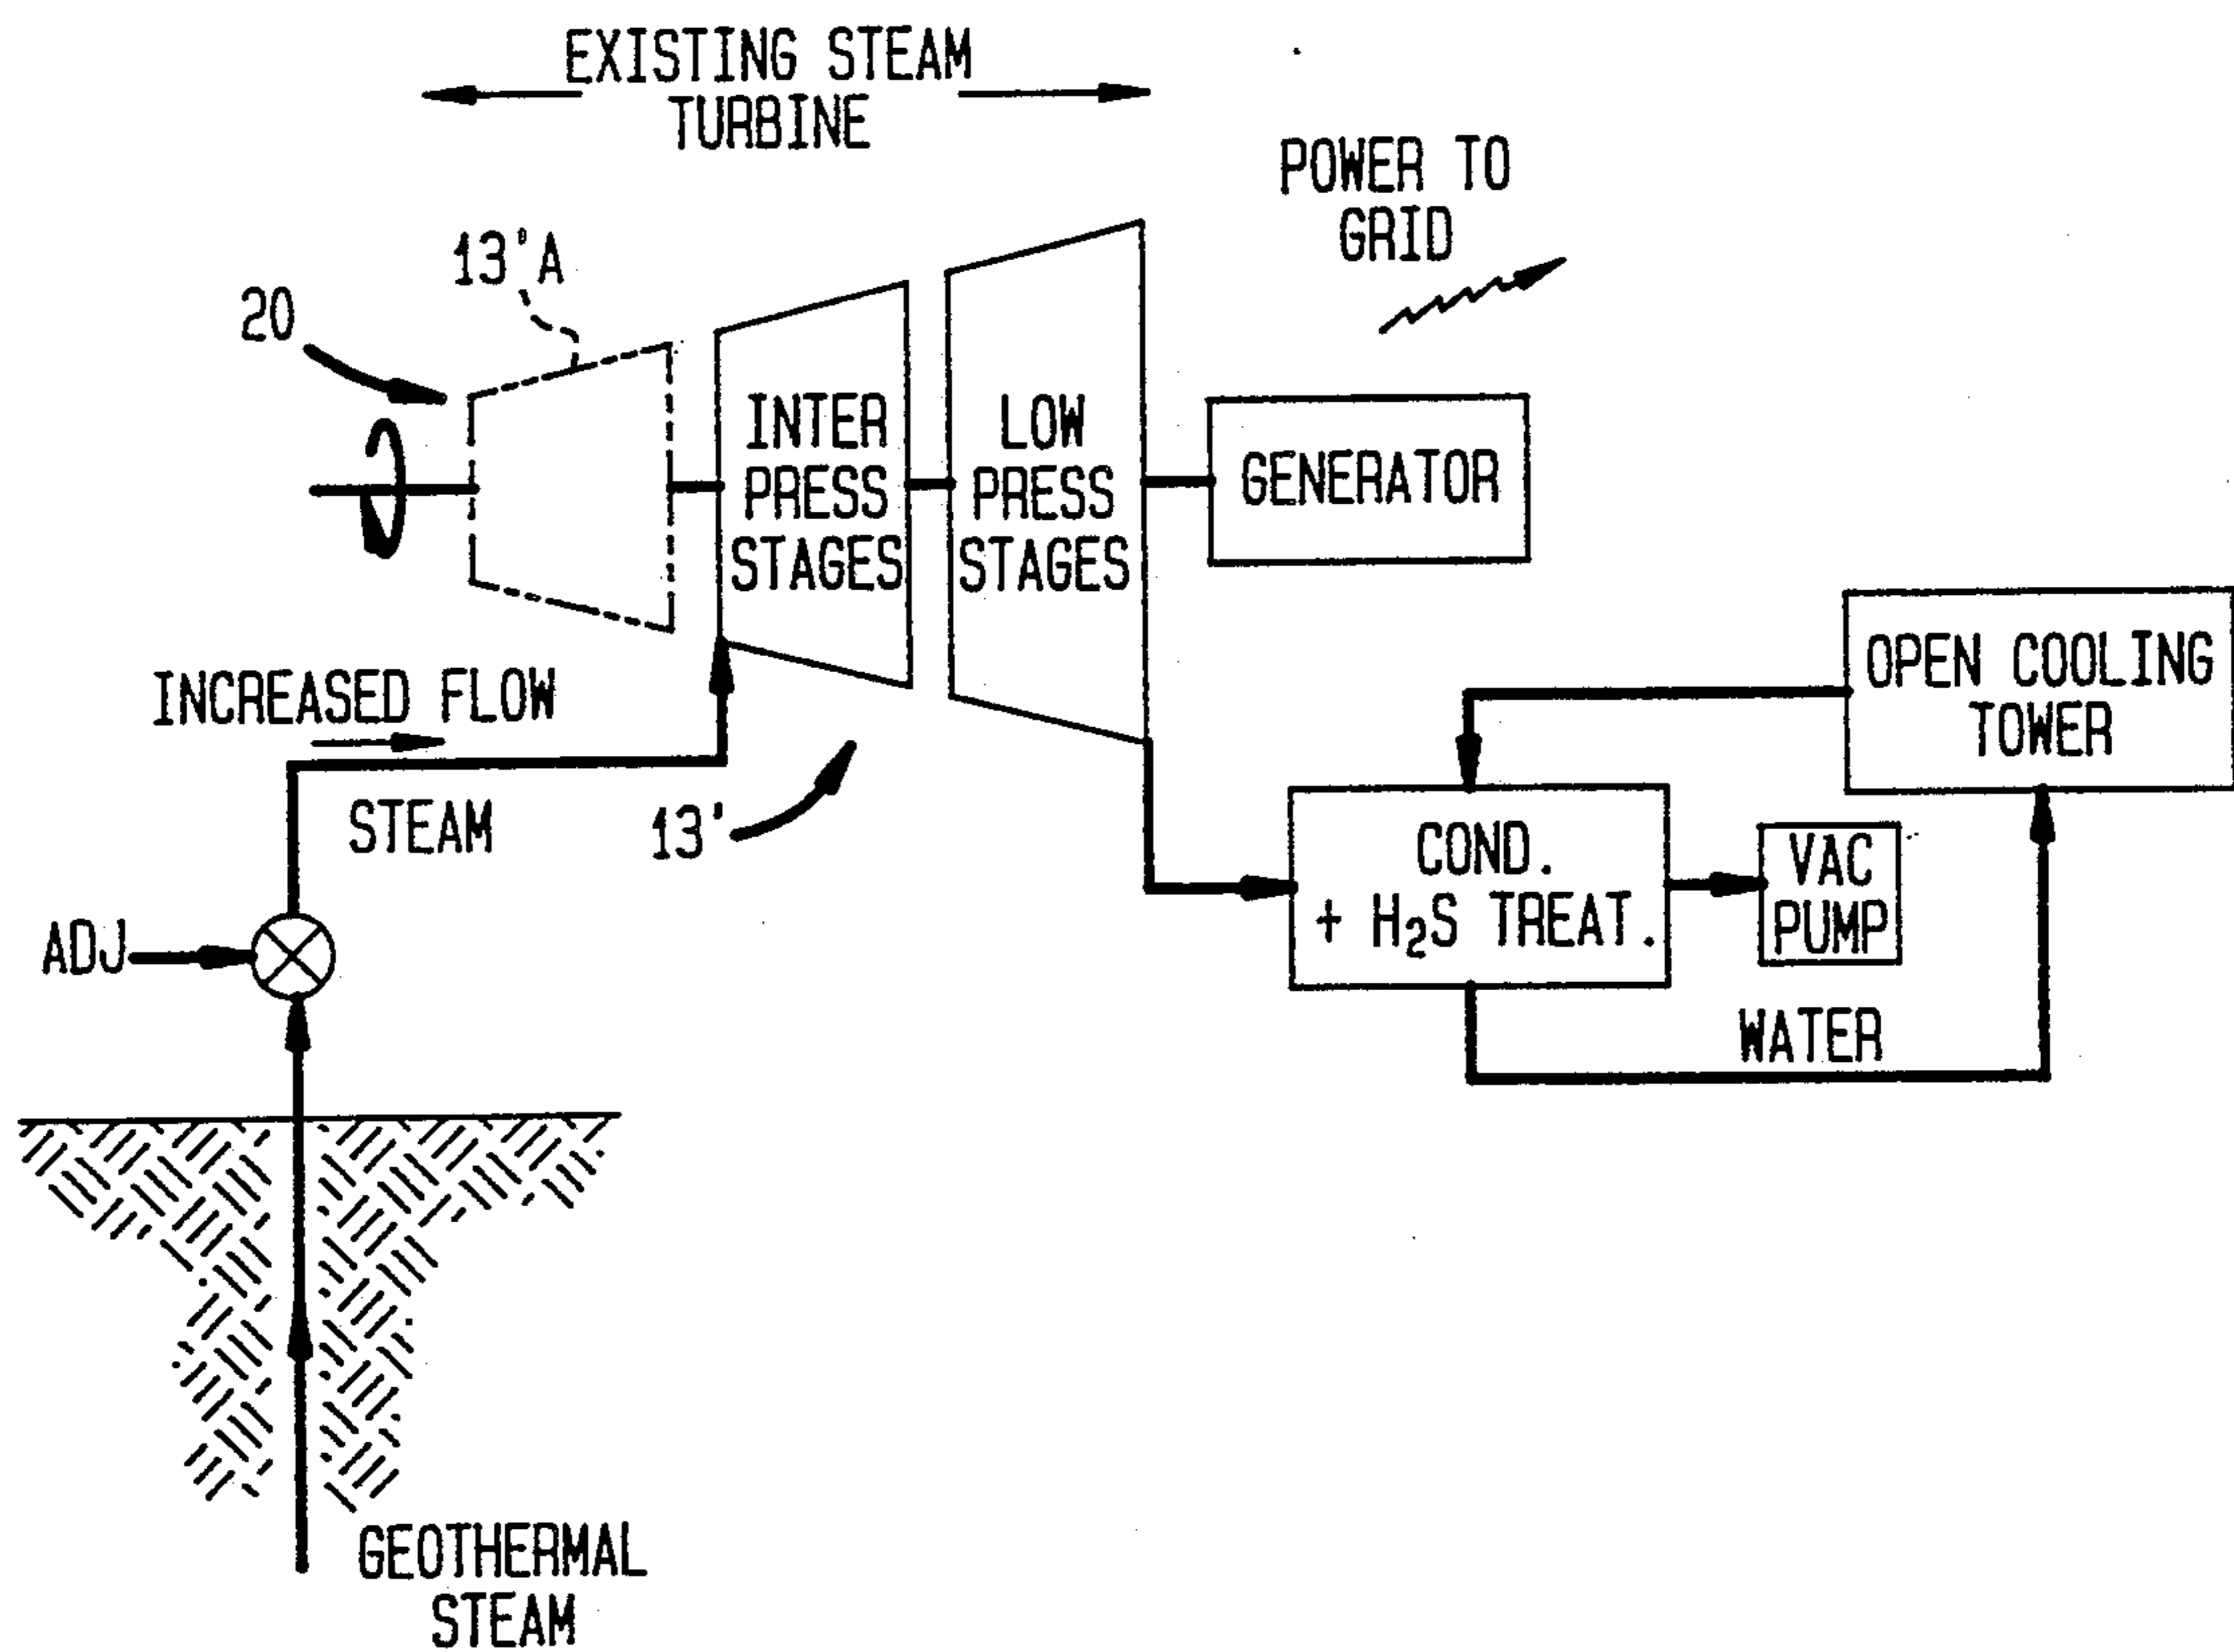 EXISTING STEAM
TURBINE
POWER TO
GRID
13'A
20
INTER
PRESS
STAGES
LOW
PRESS
STAGES
GENERATOR
OPEN COOLING
TOWER
INCREASED FLOW
STEAM
13'
COND.
+ H₂S TREAT.
VAC
PUMP
ADJ
WATER
GEOTHERMAL
STEAM